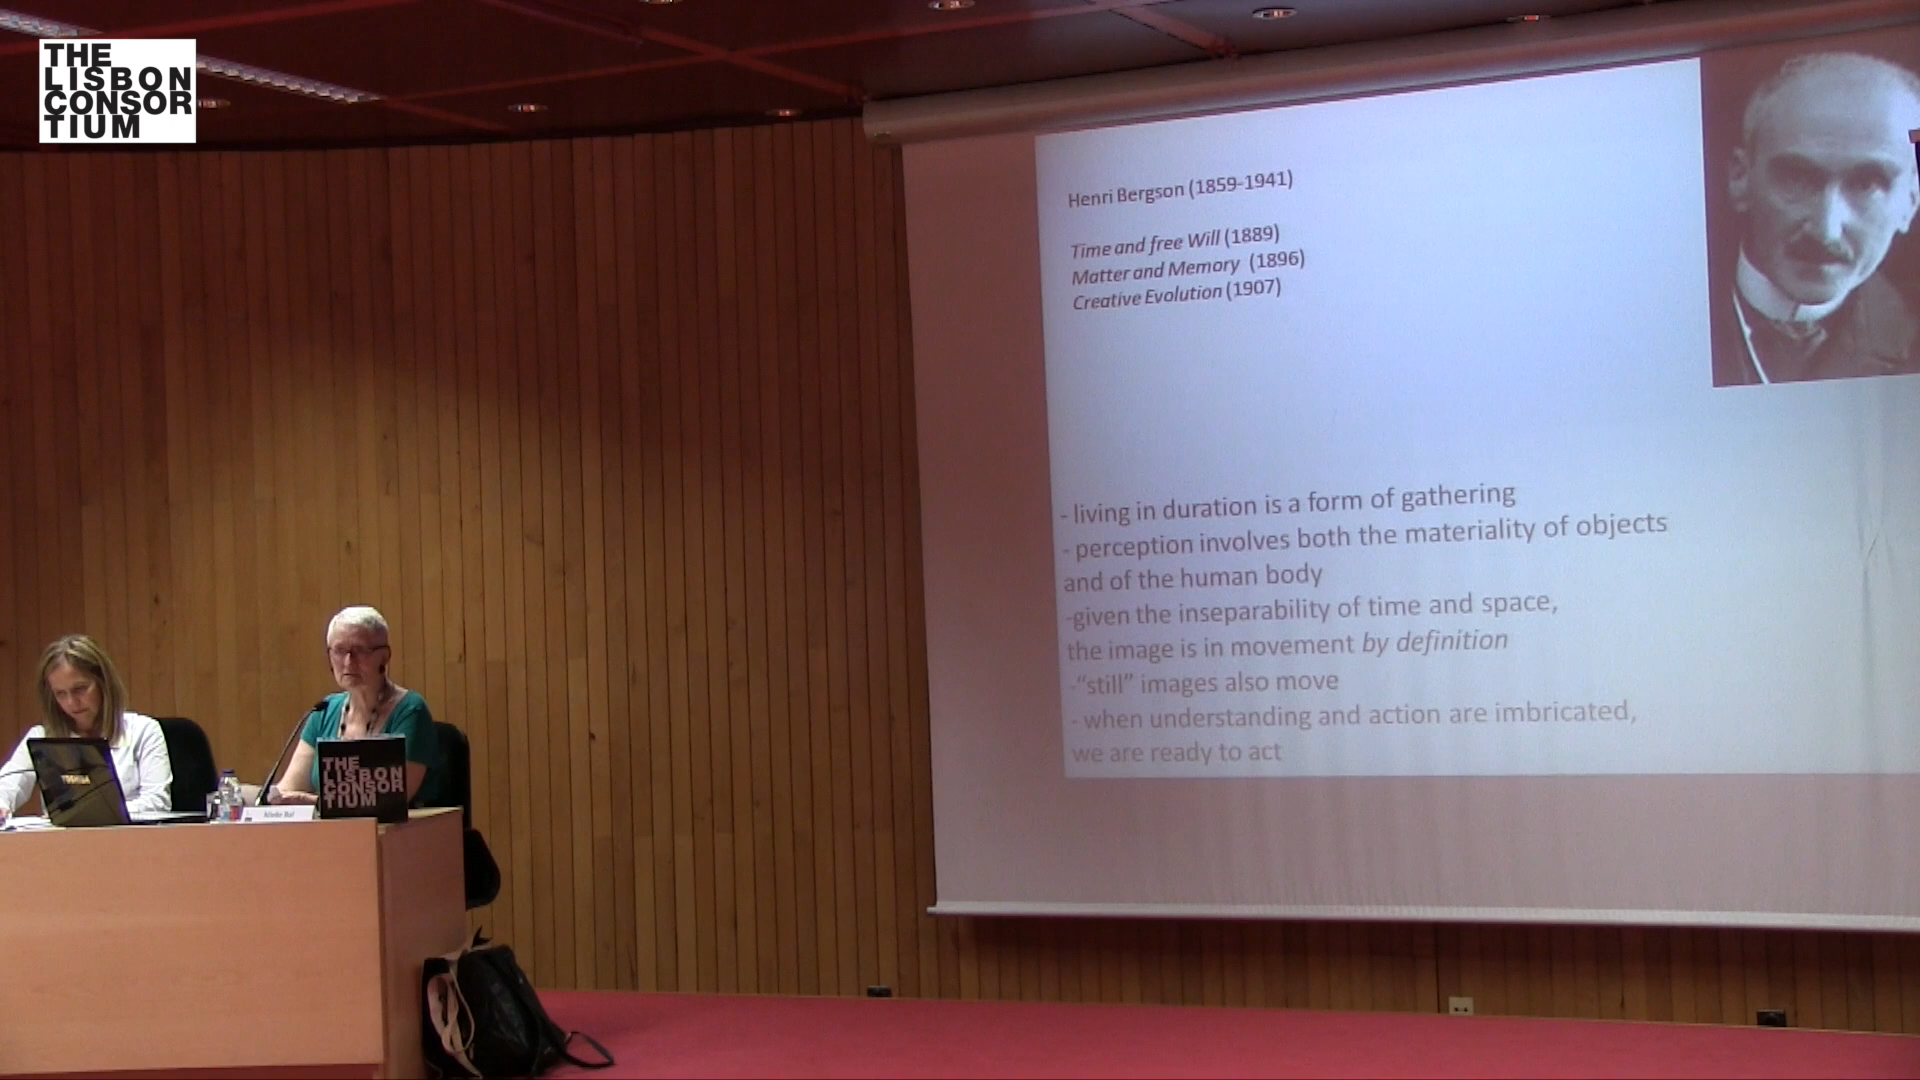 THE
LISBON
CONSOR
TIUM
Henri Bergson (1859-1941)
Time and free Will (1889)
Matter and Memory (1896)
Creative Evolution (1907)
- living in duration is a form of gathering
- perception involves both the materiality of objects
and of the human body
-given the inseparability of time and space,
the image is in movement by definition
-"still" images also move
- when understanding and action are imbricated,
we are ready to act
TOSHIBA
Mieke Bal
THE
LISBON
CONSOR
TIUM